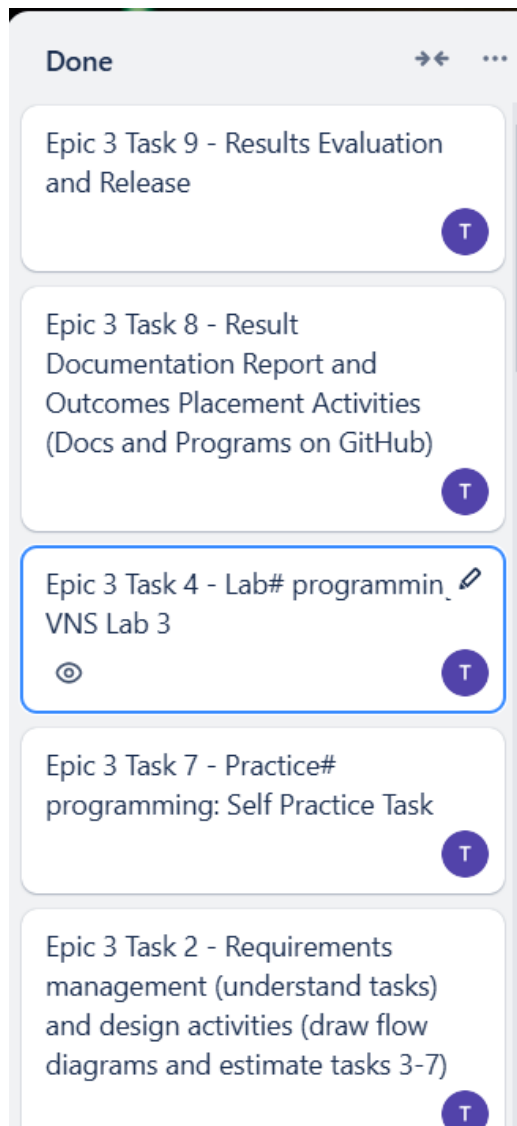 Done
Epic 3 Task 9 - Results Evaluation
and Release
T
Epic 3 Task 8 - Result
Documentation Report and
Outcomes Placement Activities
(Docs and Programs on GitHub)
T
Epic 3 Task 4 - Lab# programmin
VNS Lab 3
T
Epic 3 Task 7 - Practice#
programming: Self Practice Task
T
Epic 3 Task 2 - Requirements
management (understand tasks)
and design activities (draw flow
diagrams and estimate tasks 3-7)
T